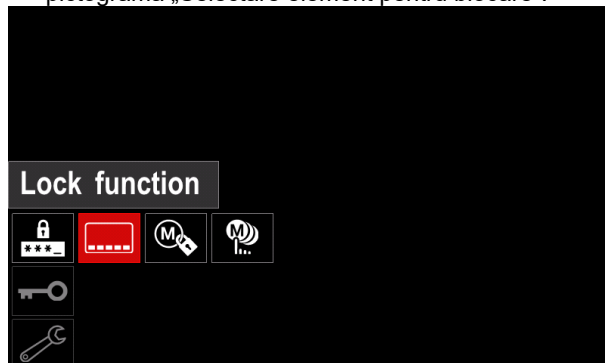 pictograma „Selectare element pentru blocare”.
Lock function
***_
M
M